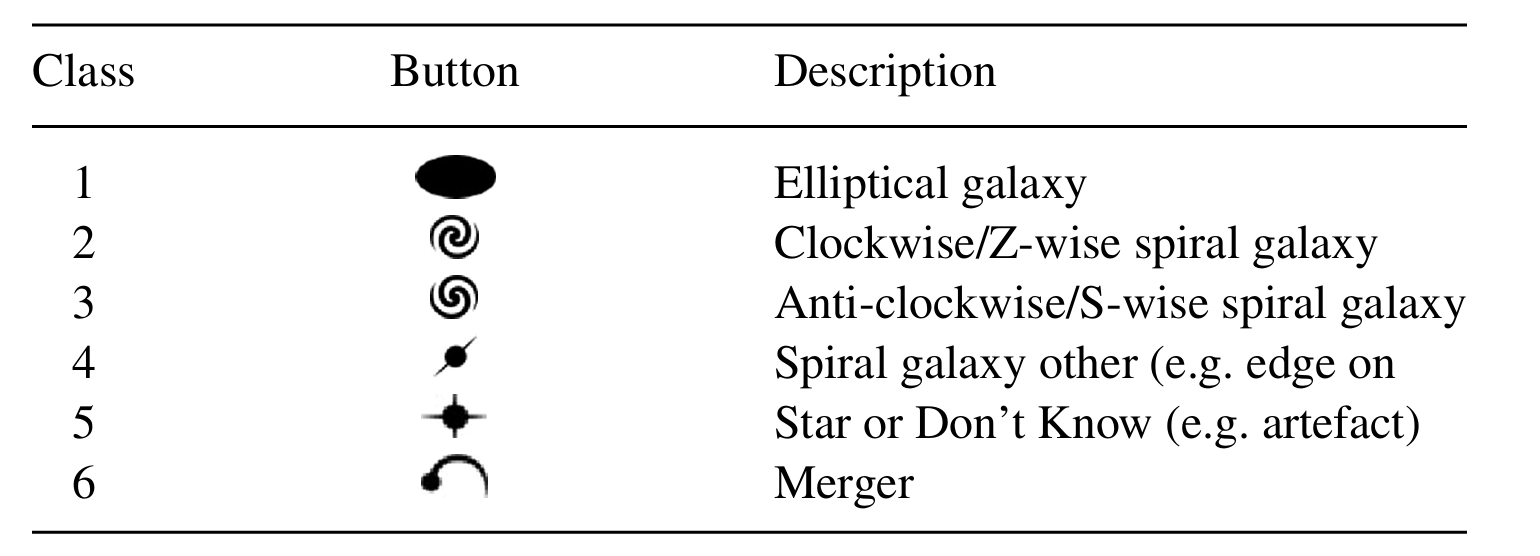 Class Button Description
1 Elliptical galaxy
2 Clockwise/Z-wise spiral galaxy
3 Anti-clockwise/S-wise spiral galaxy
4 Spiral galaxy other (e.g. edge on
5 Star or Don’t Know (e.g. artefact)
6 Merger